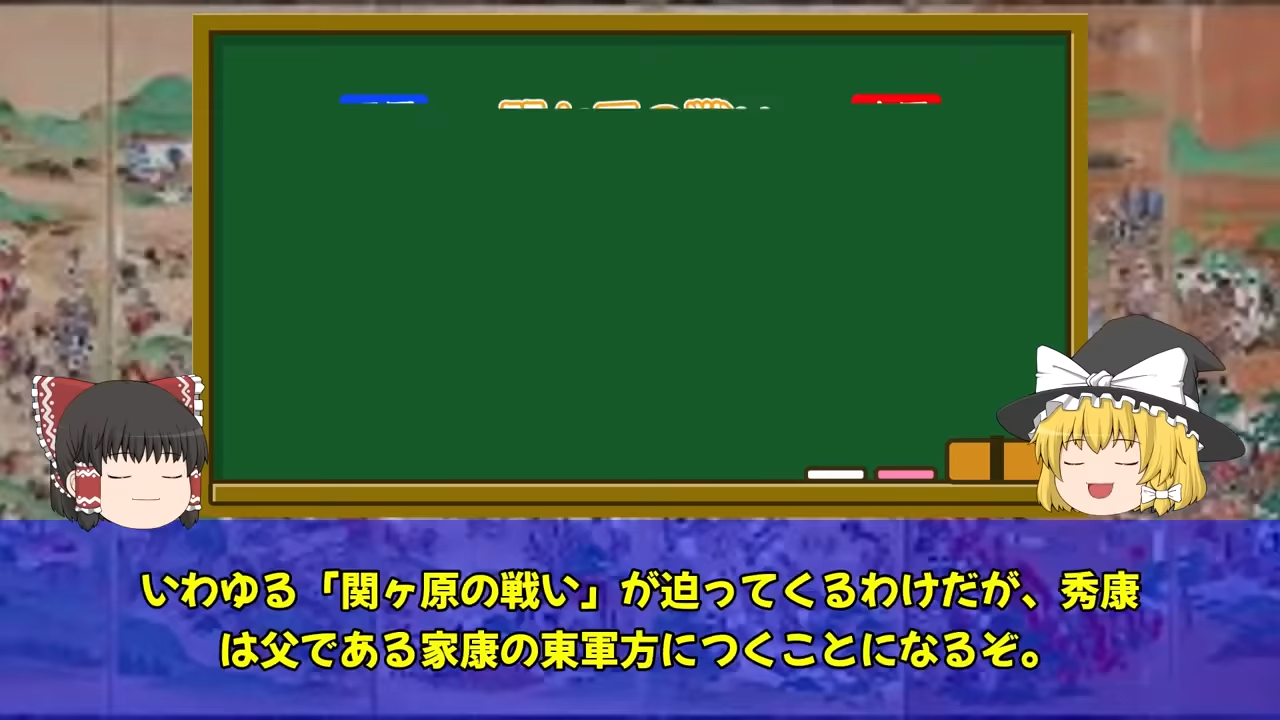 いわゆる「関ヶ原の戦い」が迫ってくるわけだが、秀康
は父である家康の東軍方につくことになるぞ。